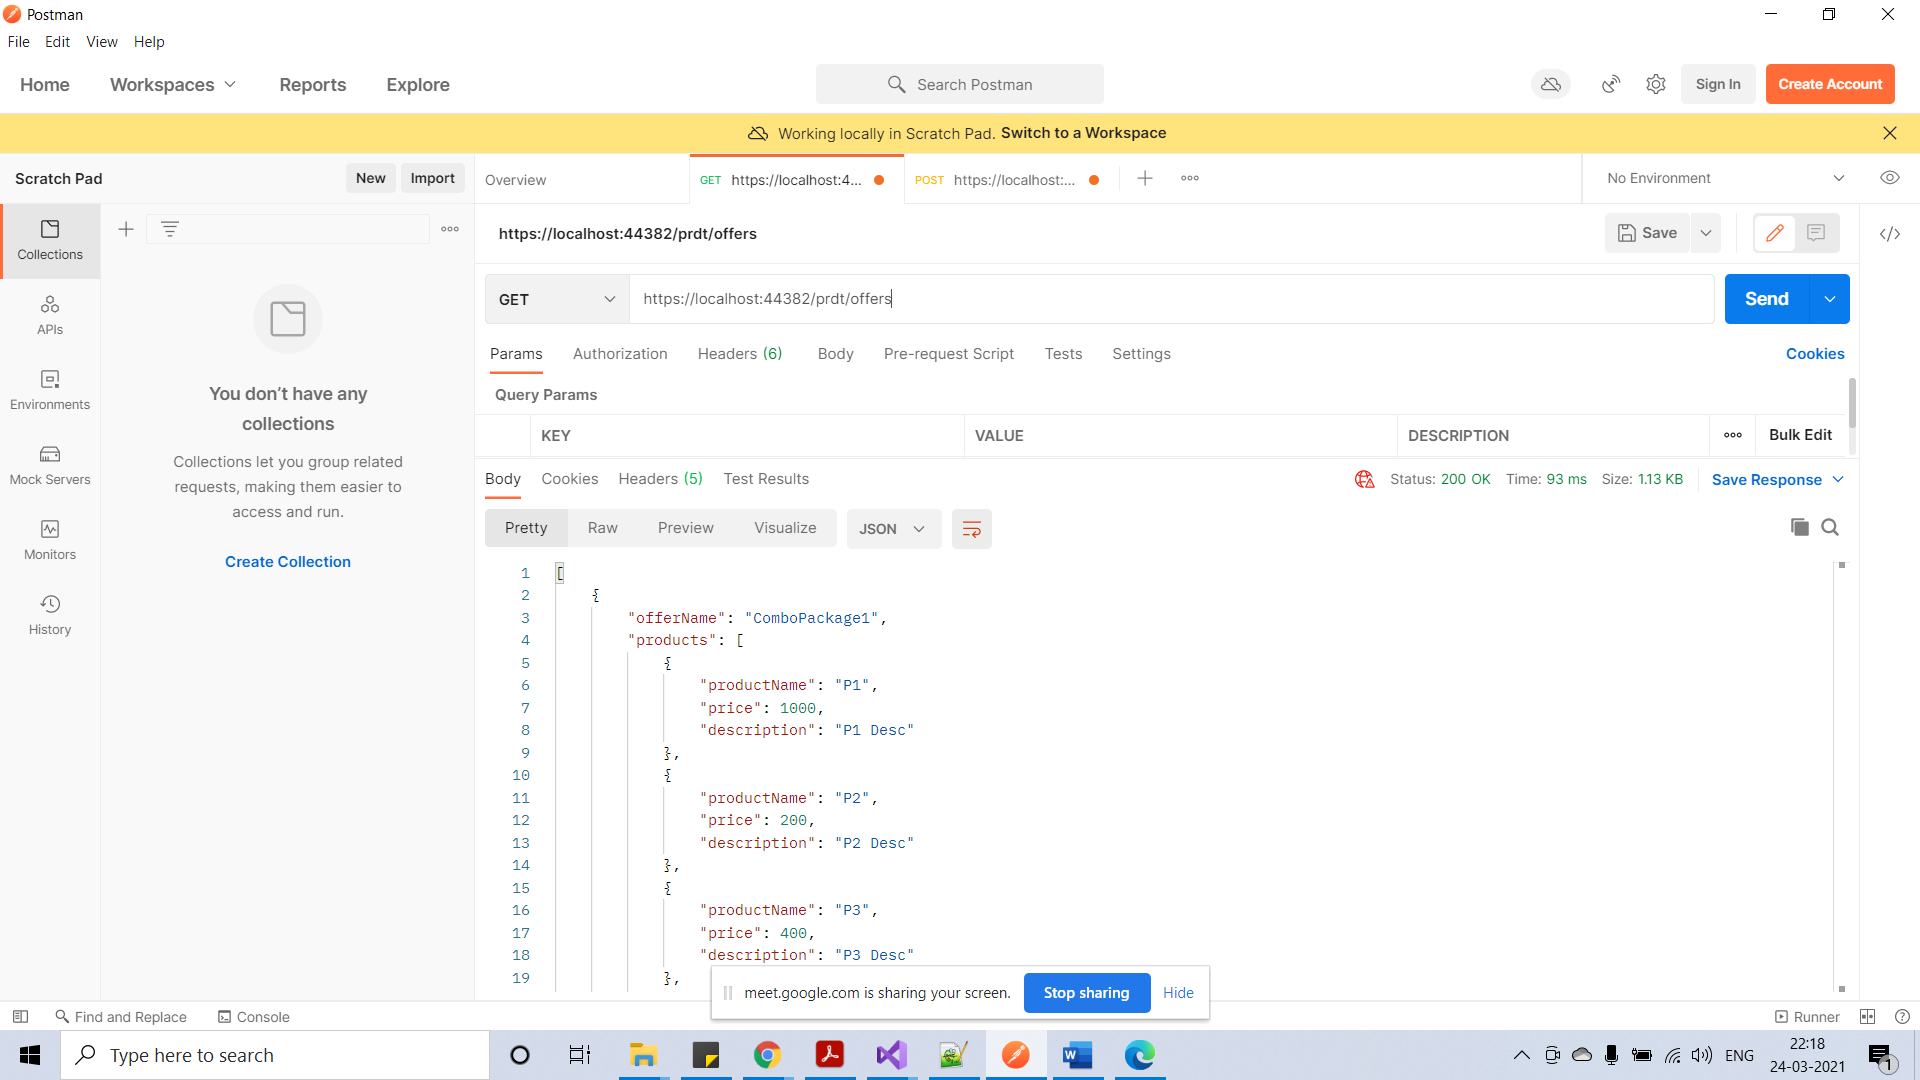 Postman
File Edit View Help
Home Workspaces Reports Explore Search Postman Sign In Create Account
Working locally in Scratch Pad. Switch to a Workspace
Scratch Pad New Import Overview GET https://localhost:4... POST https://localhost:... No Environment
Collections
APIs
Environments
Mock Servers
Monitors
History
You don't have any
collections
Collections let you group related
requests, making them easier to
access and run.
Create Collection
https://localhost:44382/prdt/offers Save
GET https://localhost:44382/prdt/offers Send
Params Authorization Headers (6) Body Pre-request Script Tests Settings Cookies
Query Params
KEY VALUE DESCRIPTION Bulk Edit
Body Cookies Headers (5) Test Results Status: 200 OK Time: 93 ms Size: 1.13 KB Save Response
Pretty Raw Preview Visualize JSON
1 [
2 {
3 "offerName": "ComboPackage1",
4 "products": [
5 {
6 "productName": "P1",
7 "price": 1000,
8 "description": "P1 Desc"
9 },
10 {
11 "productName": "P2",
12 "price": 200,
13 "description": "P2 Desc"
14 },
15 {
16 "productName": "P3",
17 "price": 400,
18 "description": "P3 Desc"
19 },
meet.google.com is sharing your screen. Stop sharing Hide
Find and Replace Console Runner
Type here to search ENG 22:18
24-03-2021
1